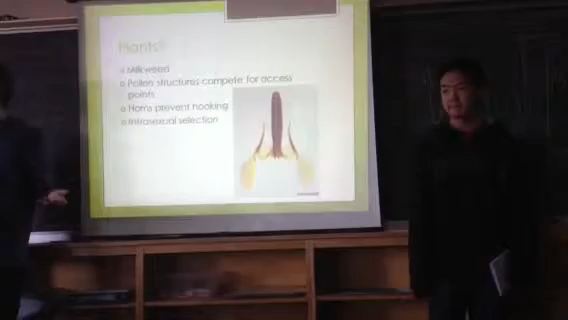 Plants?
Milkweed
Pollen structures compete for access
points
Horns prevent hooking
Intrasexual selection